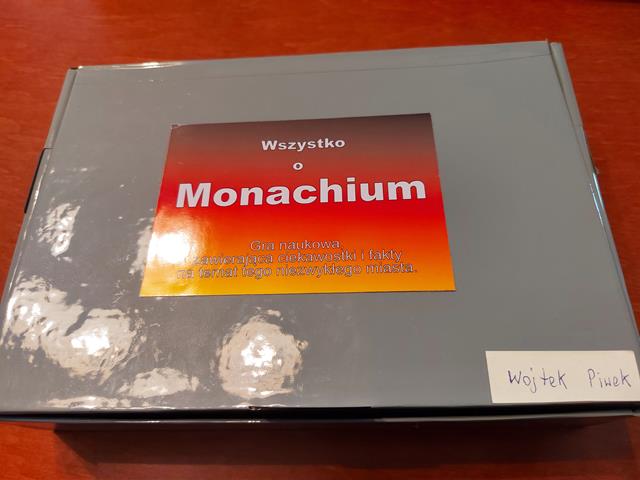 Wszystko
o
Monachium
Gra naukowa
zawierająca ciekawostki i fakty
na temat tego niezwykłego miasta.
Wojtek Piwek